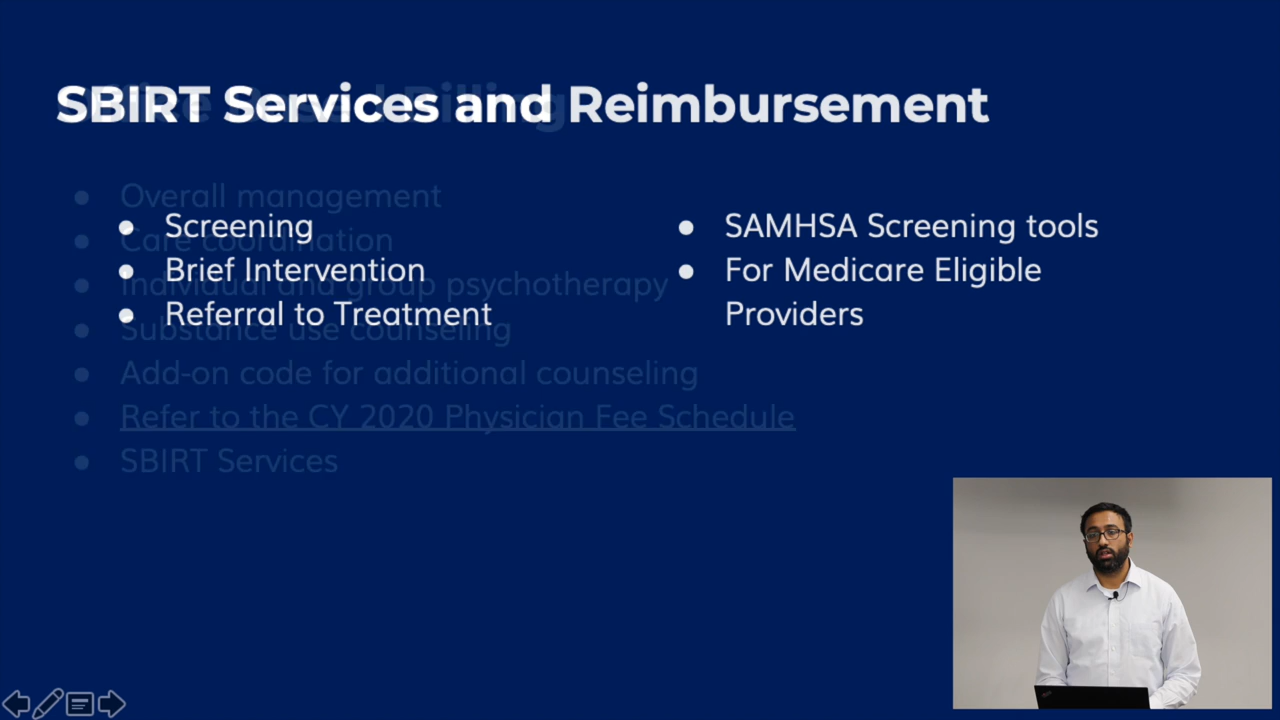 SBIRT Services and Reimbursement
Screening
Brief Intervention
Referral to Treatment
SAMHSA Screening tools
For Medicare Eligible
Providers
Overall management
Care coordination
Individual and group psychotherapy
Substance use counseling
Add-on code for additional counseling
Refer to the CY 2020 Physician Fee Schedule
SBIRT Services